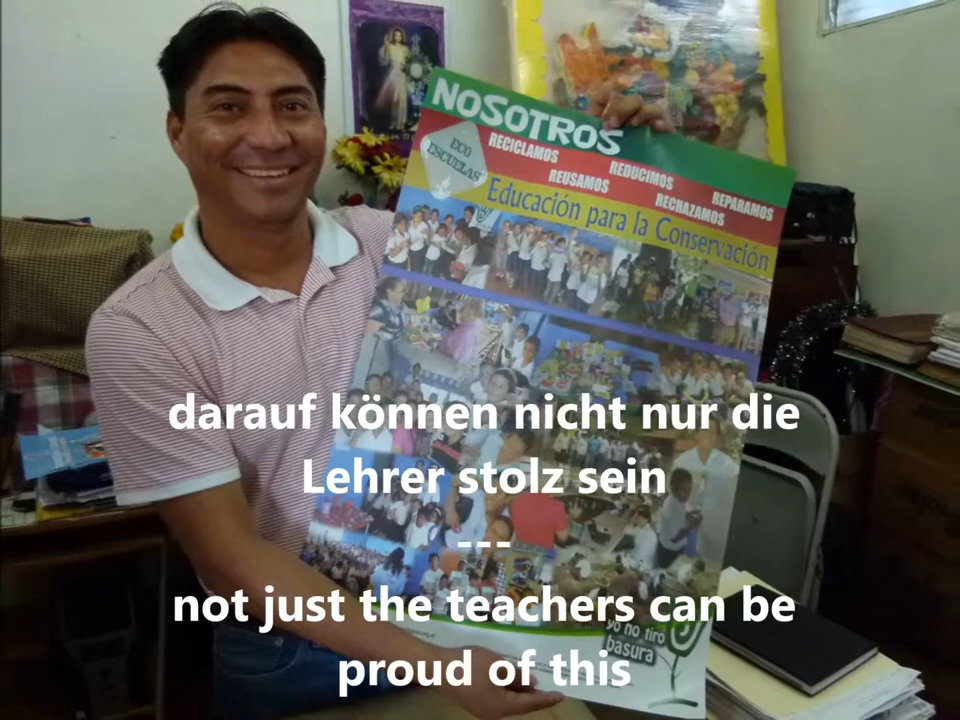 NOSOTROS
ECO
ESCUELAS
RECICLAMOS
REDUCIMOS
REPARAMOS
REUSAMOS
RECHAZAMOS
Educación para la Conservación
darauf können nicht nur die
Lehrer stolz sein
---
not just the teachers can be
proud of this
yo no tiro
basura